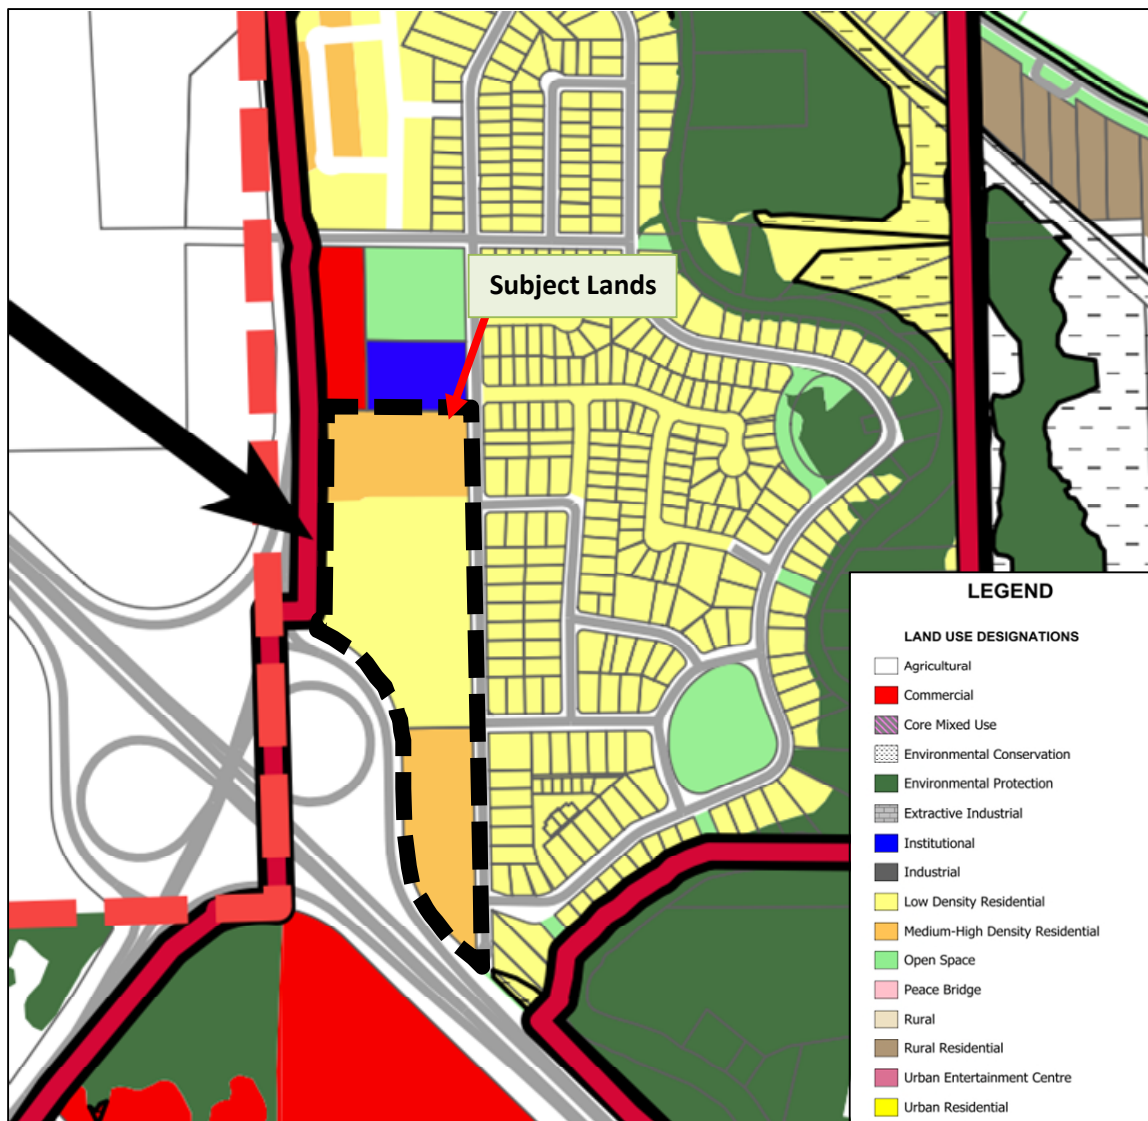 Subject Lands
LEGEND
LAND USE DESIGNATIONS
Agricultural
Commercial
Core Mixed Use
Environmental Conservation
Environmental Protection
Extractive Industrial
Institutional
Industrial
Low Density Residential
Medium-High Density Residential
Open Space
Peace Bridge
Rural
Rural Residential
Urban Entertainment Centre
Urban Residential